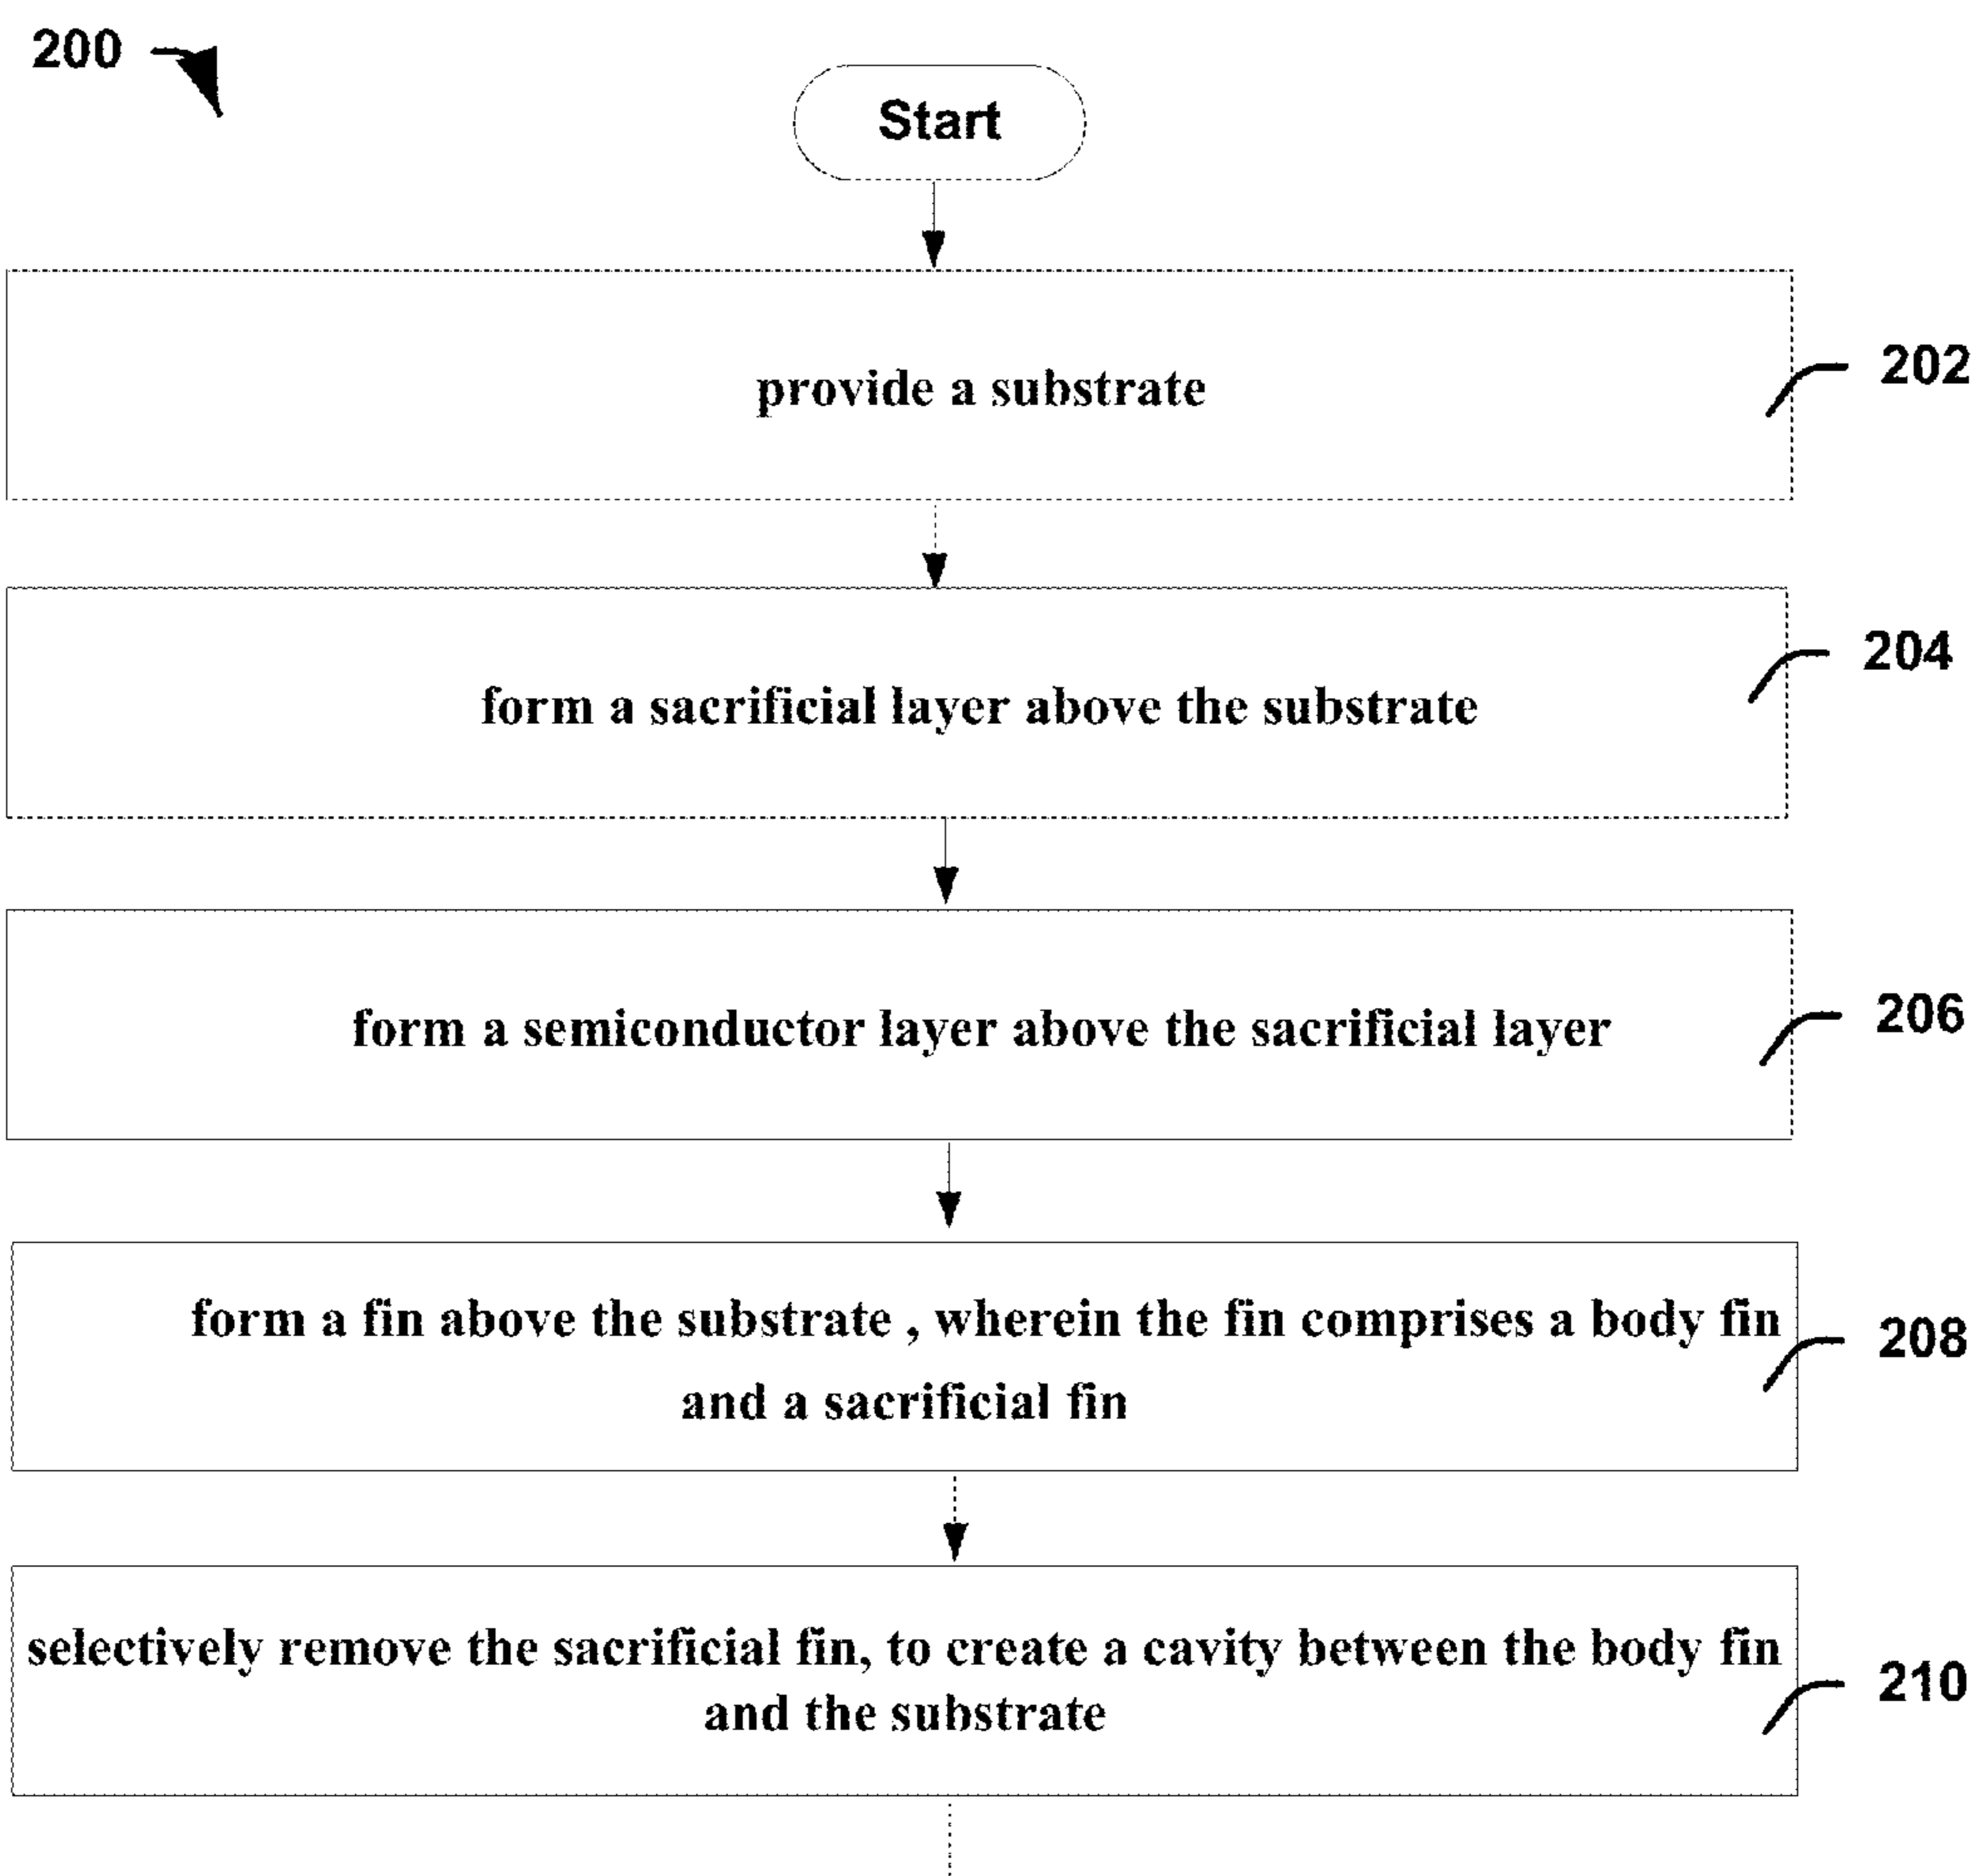 200
Start
provide a substrate
202
form a sacrificial layer above the substrate
204
form a semiconductor layer above the sacrificial layer
206
form a fin above the substrate , wherein the fin comprises a body fin
and a sacrificial fin
208
selectively remove the sacrificial fin, to create a cavity between the body fin
and the substrate
210